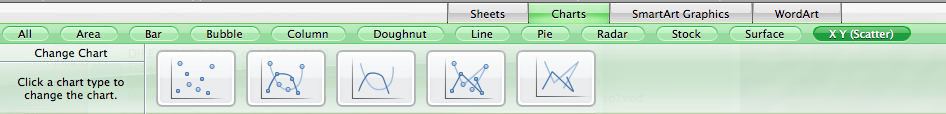 Sheets Charts SmartArt Graphics WordArt
All Area Bar Bubble Column Doughnut Line Pie Radar Stock Surface X Y (Scatter)
Change Chart
Click a chart type to
change the chart.